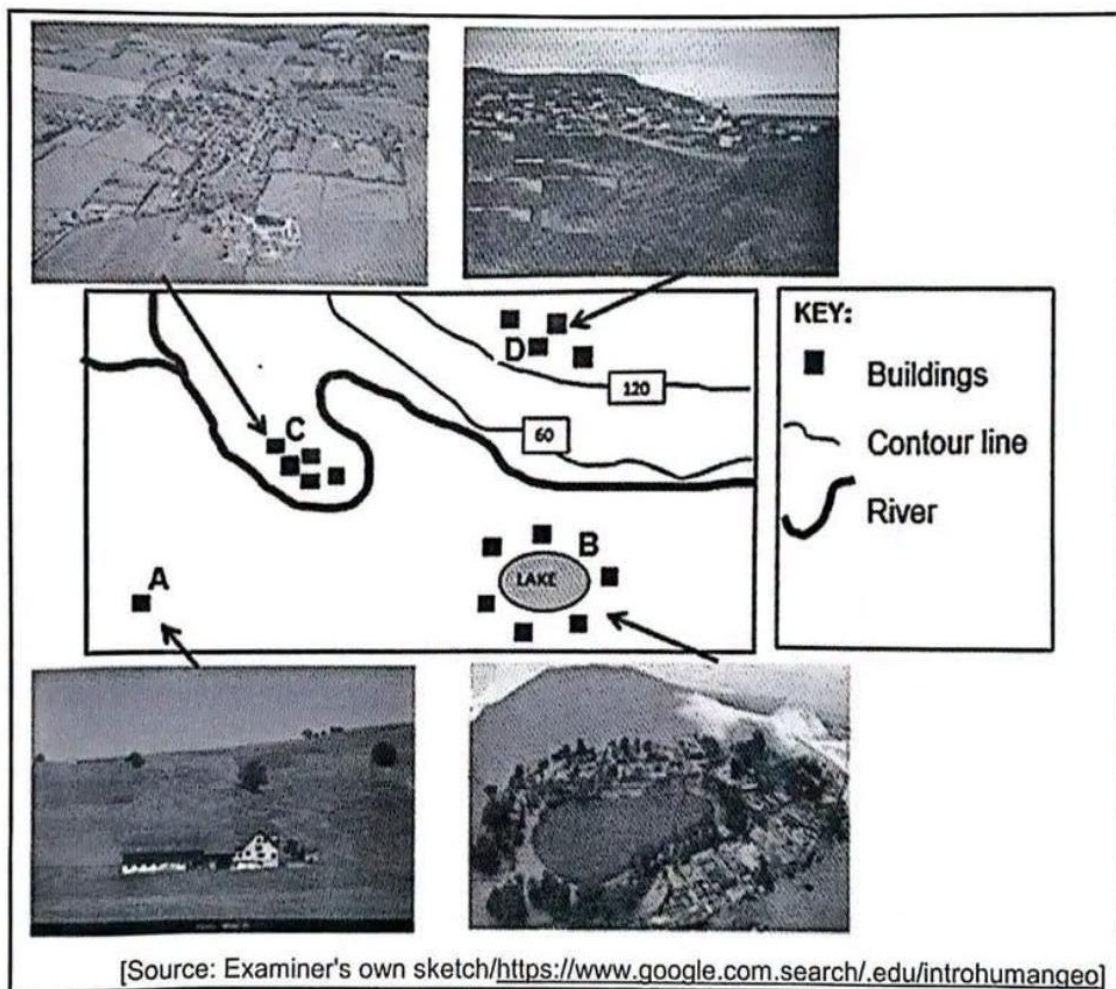 KEY:
Buildings
Contour line
River
D
120
60
C
A
B
LAKE
[Source: Examiner's own sketch/https://www.google.com.search/.edu/introhumangeo]